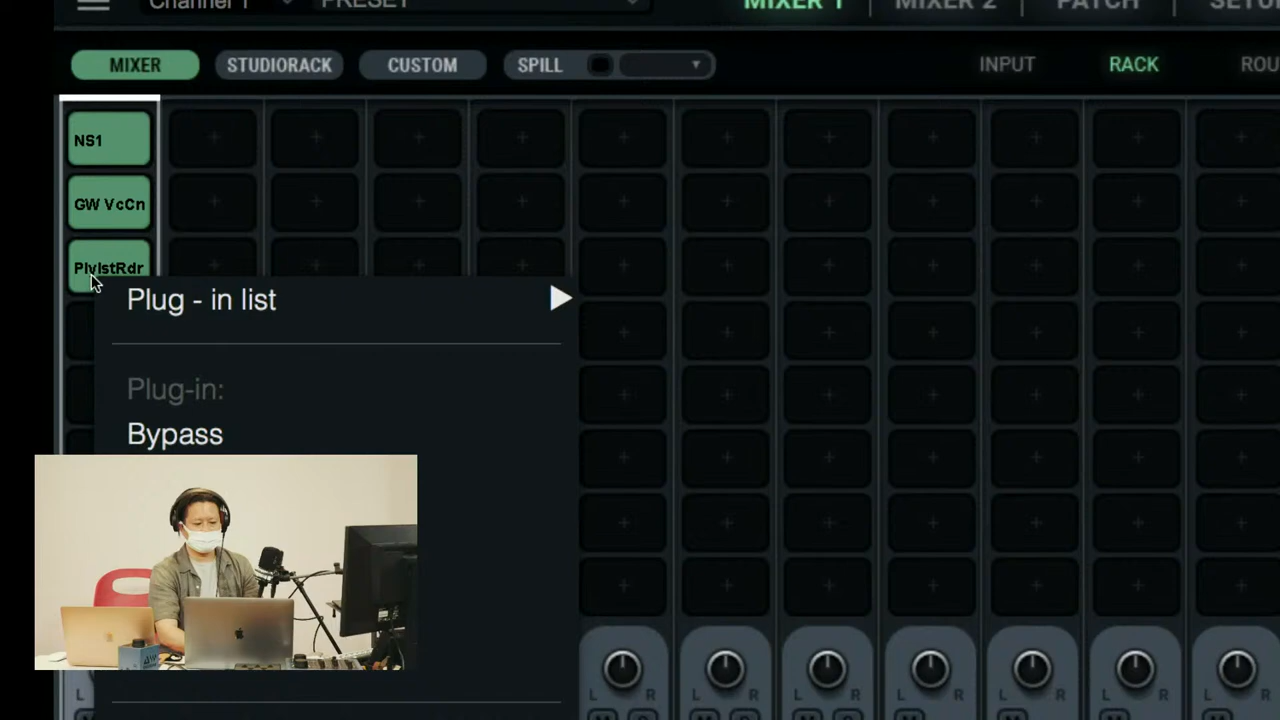 Channel 1 PRESET MIXER 1 MIXER 2 PATCH
MIXER STUDIORACK CUSTOM SPILL INPUT RACK
NS1
GW VcCn
PlylstRdr
Plug - in list
Plug-in:
Bypass
L R L R L R L R L R L R L R